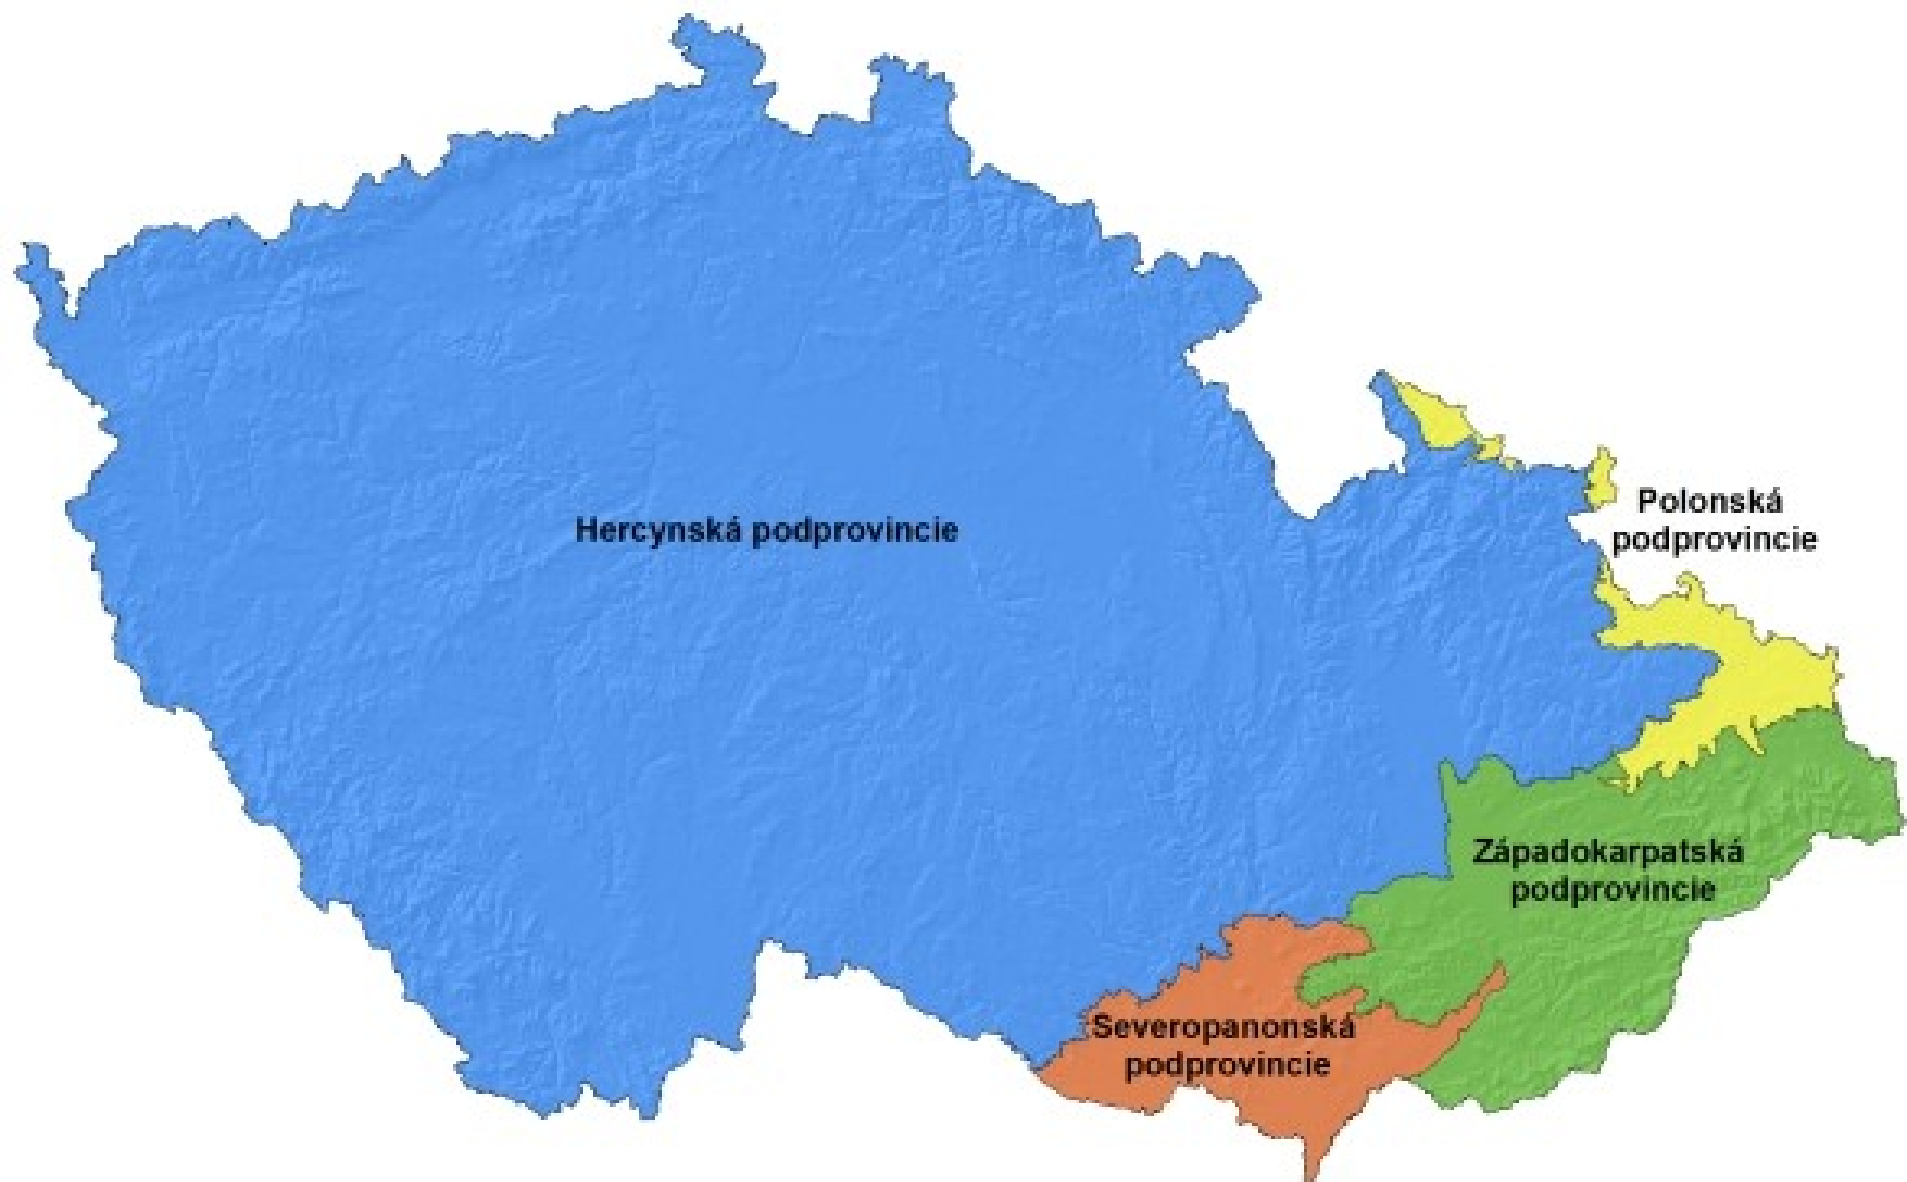 Hercynská podprovincie
Polonská
podprovincie
Západokarpatská
podprovincie
Severopanonská
podprovincie